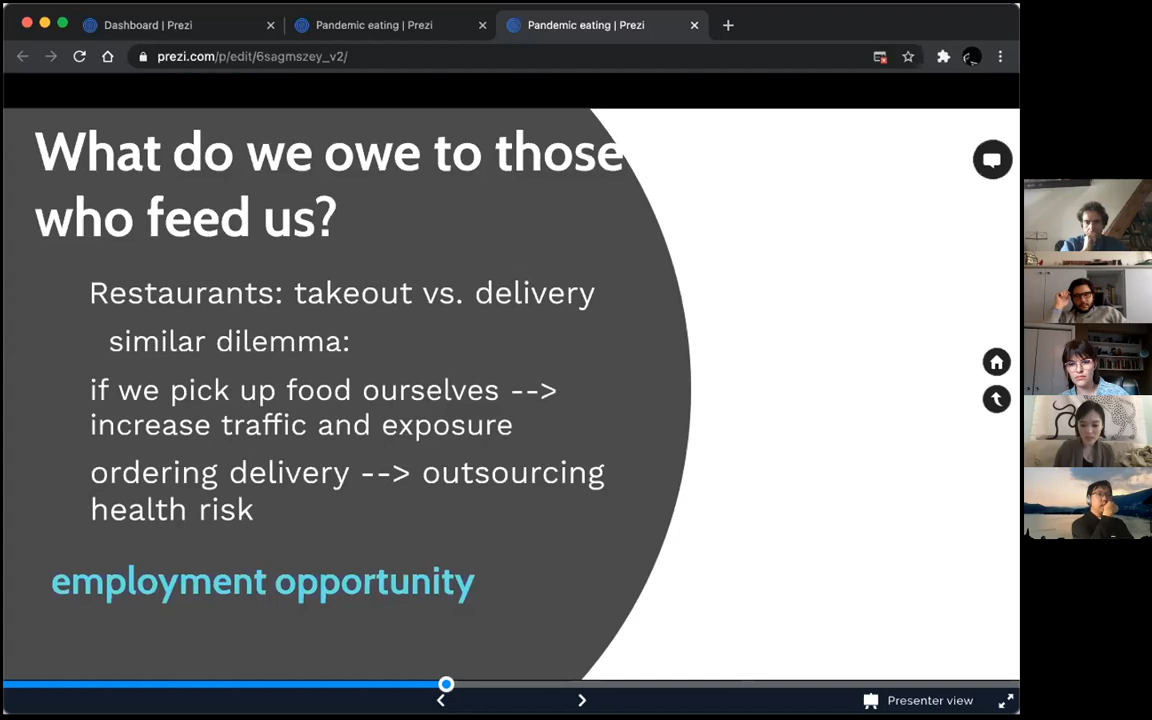 Dashboard | Prezi
Pandemic eating | Prezi
Pandemic eating | Prezi
prezi.com/p/edit/6sagmszey_v2/
What do we owe to those
who feed us?
Restaurants: takeout vs. delivery
similar dilemma:
if we pick up food ourselves -->
increase traffic and exposure
ordering delivery --> outsourcing
health risk
employment opportunity
Presenter view